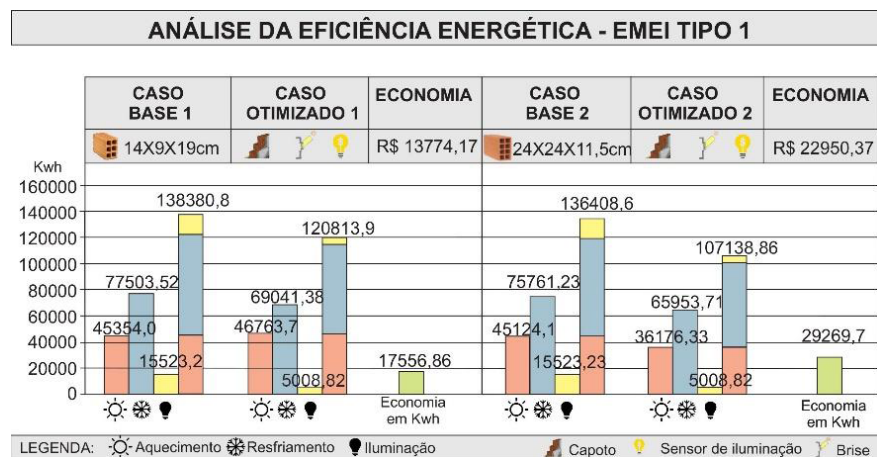 ANÁLISE DA EFICIÊNCIA ENERGÉTICA - EMEI TIPO 1
CASO BASE 1
CASO OTIMIZADO 1
ECONOMIA
CASO BASE 2
CASO OTIMIZADO 2
ECONOMIA
14X9X19cm
R$ 13774,17
24X24X11,5cm
R$ 22950,37
Kwh
160000
140000
120000
100000
80000
60000
40000
20000
0
45354,0
77503,52
15523,2
138380,8
46763,7
69041,38
5008,82
120813,9
17556,86
45124,1
75761,23
15523,23
136408,6
36176,33
65953,71
5008,82
107138,86
29269,7
Economia
em Kwh
Economia
em Kwh
LEGENDA: Aquecimento Resfriamento Iluminação Capoto Sensor de iluminação Brise